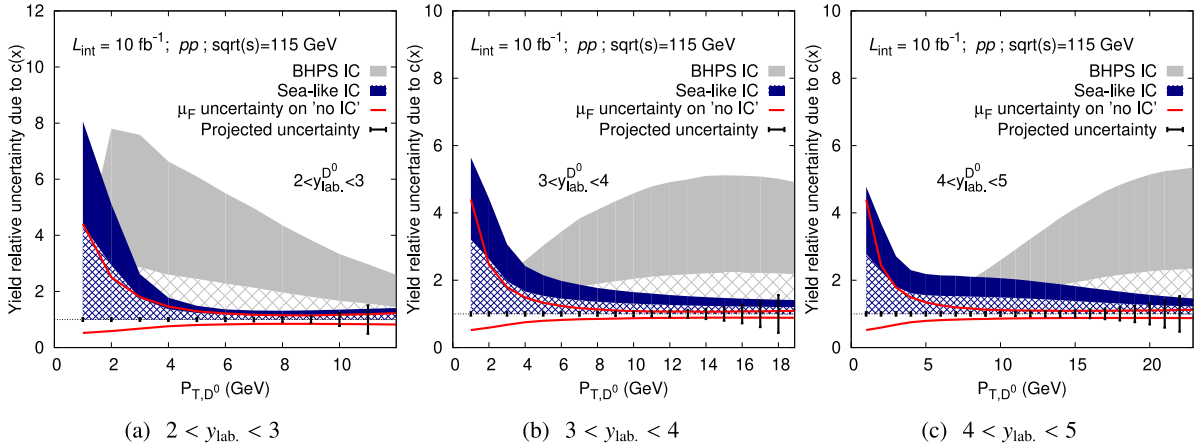 Yield relative uncertainty due to c(x)
12
10
8
6
4
2
0
L_int = 10 fb⁻¹; pp ; sqrt(s)=115 GeV
BHPS IC
Sea-like IC
μ_F uncertainty on 'no IC'
Projected uncertainty
2<y_lab.^D⁰<3
0 2 4 6 8 10 12
P_T,D⁰ (GeV)
(a) 2 < y_lab. < 3
Yield relative uncertainty due to c(x)
10
8
6
4
2
0
L_int = 10 fb⁻¹; pp ; sqrt(s)=115 GeV
BHPS IC
Sea-like IC
μ_F uncertainty on 'no IC'
Projected uncertainty
3<y_lab.^D⁰<4
0 2 4 6 8 10 12 14 16 18
P_T,D⁰ (GeV)
(b) 3 < y_lab. < 4
Yield relative uncertainty due to c(x)
10
8
6
4
2
0
L_int = 10 fb⁻¹; pp ; sqrt(s)=115 GeV
BHPS IC
Sea-like IC
μ_F uncertainty on 'no IC'
Projected uncertainty
4<y_lab.^D⁰<5
0 5 10 15 20
P_T,D⁰ (GeV)
(c) 4 < y_lab. < 5